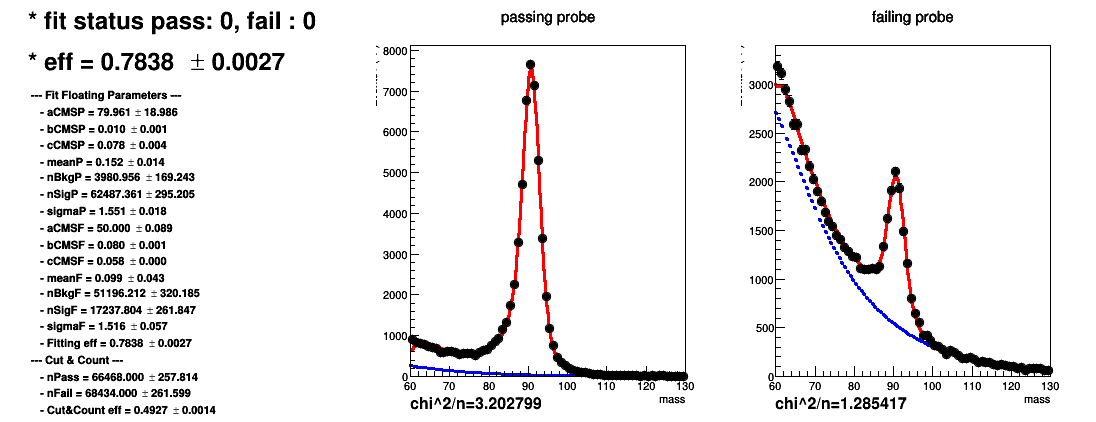 * fit status pass: 0, fail : 0
* eff = 0.7838 ± 0.0027
--- Fit Floating Parameters ---
- aCMSP = 79.961 ± 18.986
- bCMSP = 0.010 ± 0.001
- cCMSP = 0.078 ± 0.004
- meanP = 0.152 ± 0.014
- nBkgP = 3980.956 ± 169.243
- nSigP = 62487.361 ± 295.205
- sigmaP = 1.551 ± 0.018
- aCMSF = 50.000 ± 0.089
- bCMSF = 0.080 ± 0.001
- cCMSF = 0.058 ± 0.000
- meanF = 0.099 ± 0.043
- nBkgF = 51196.212 ± 320.185
- nSigF = 17237.804 ± 261.847
- sigmaF = 1.516 ± 0.057
- Fitting eff = 0.7838 ± 0.0027
--- Cut & Count ---
- nPass = 66468.000 ± 257.814
- nFail = 68434.000 ± 261.599
- Cut&Count eff = 0.4927 ± 0.0014
passing probe
8000
7000
6000
5000
4000
3000
2000
1000
0
60 70 80 90 100 110 120 130
mass
chi^2/n=3.202799
failing probe
3000
2500
2000
1500
1000
500
0
60 70 80 90 100 110 120 130
mass
chi^2/n=1.285417